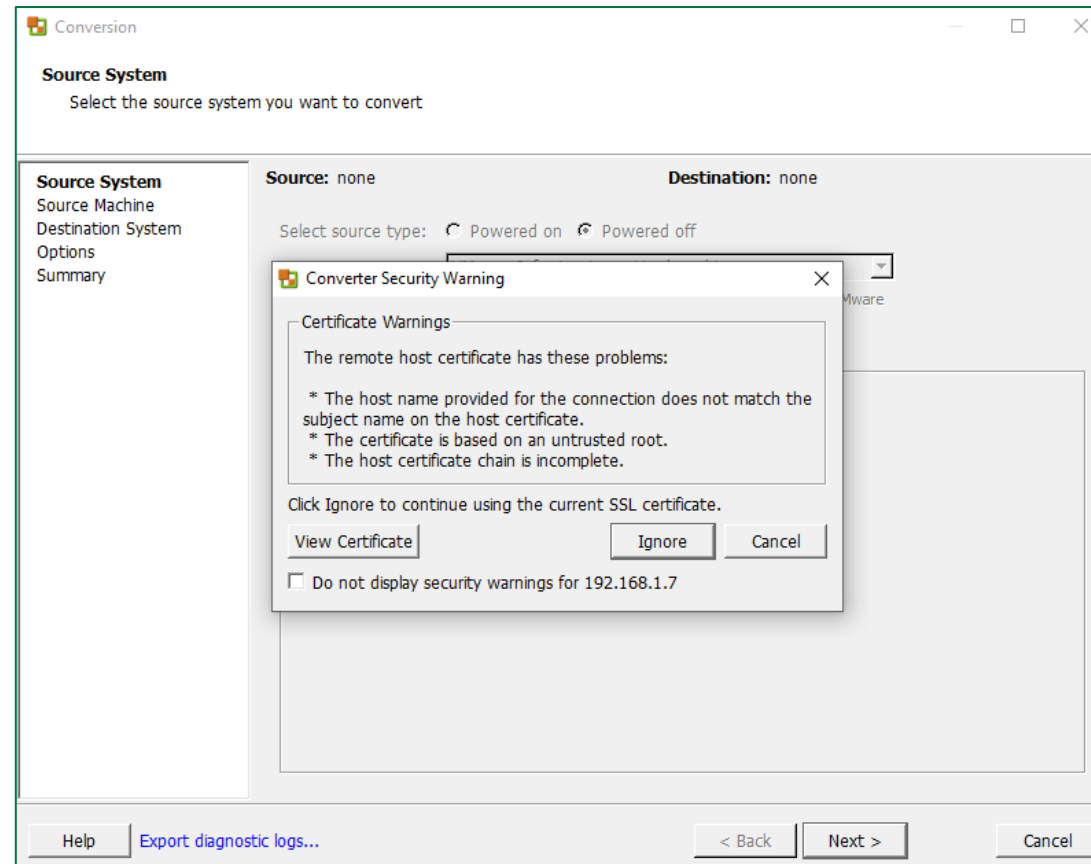 Conversion
Source System
Select the source system you want to convert
Source System
Source Machine
Destination System
Options
Summary
Source: none
Destination: none
Select source type: Powered on Powered off
Mware
Converter Security Warning
Certificate Warnings
The remote host certificate has these problems:
* The host name provided for the connection does not match the
subject name on the host certificate.
* The certificate is based on an untrusted root.
* The host certificate chain is incomplete.
Click Ignore to continue using the current SSL certificate.
View Certificate Ignore Cancel
Do not display security warnings for 192.168.1.7
Help Export diagnostic logs... < Back Next > Cancel